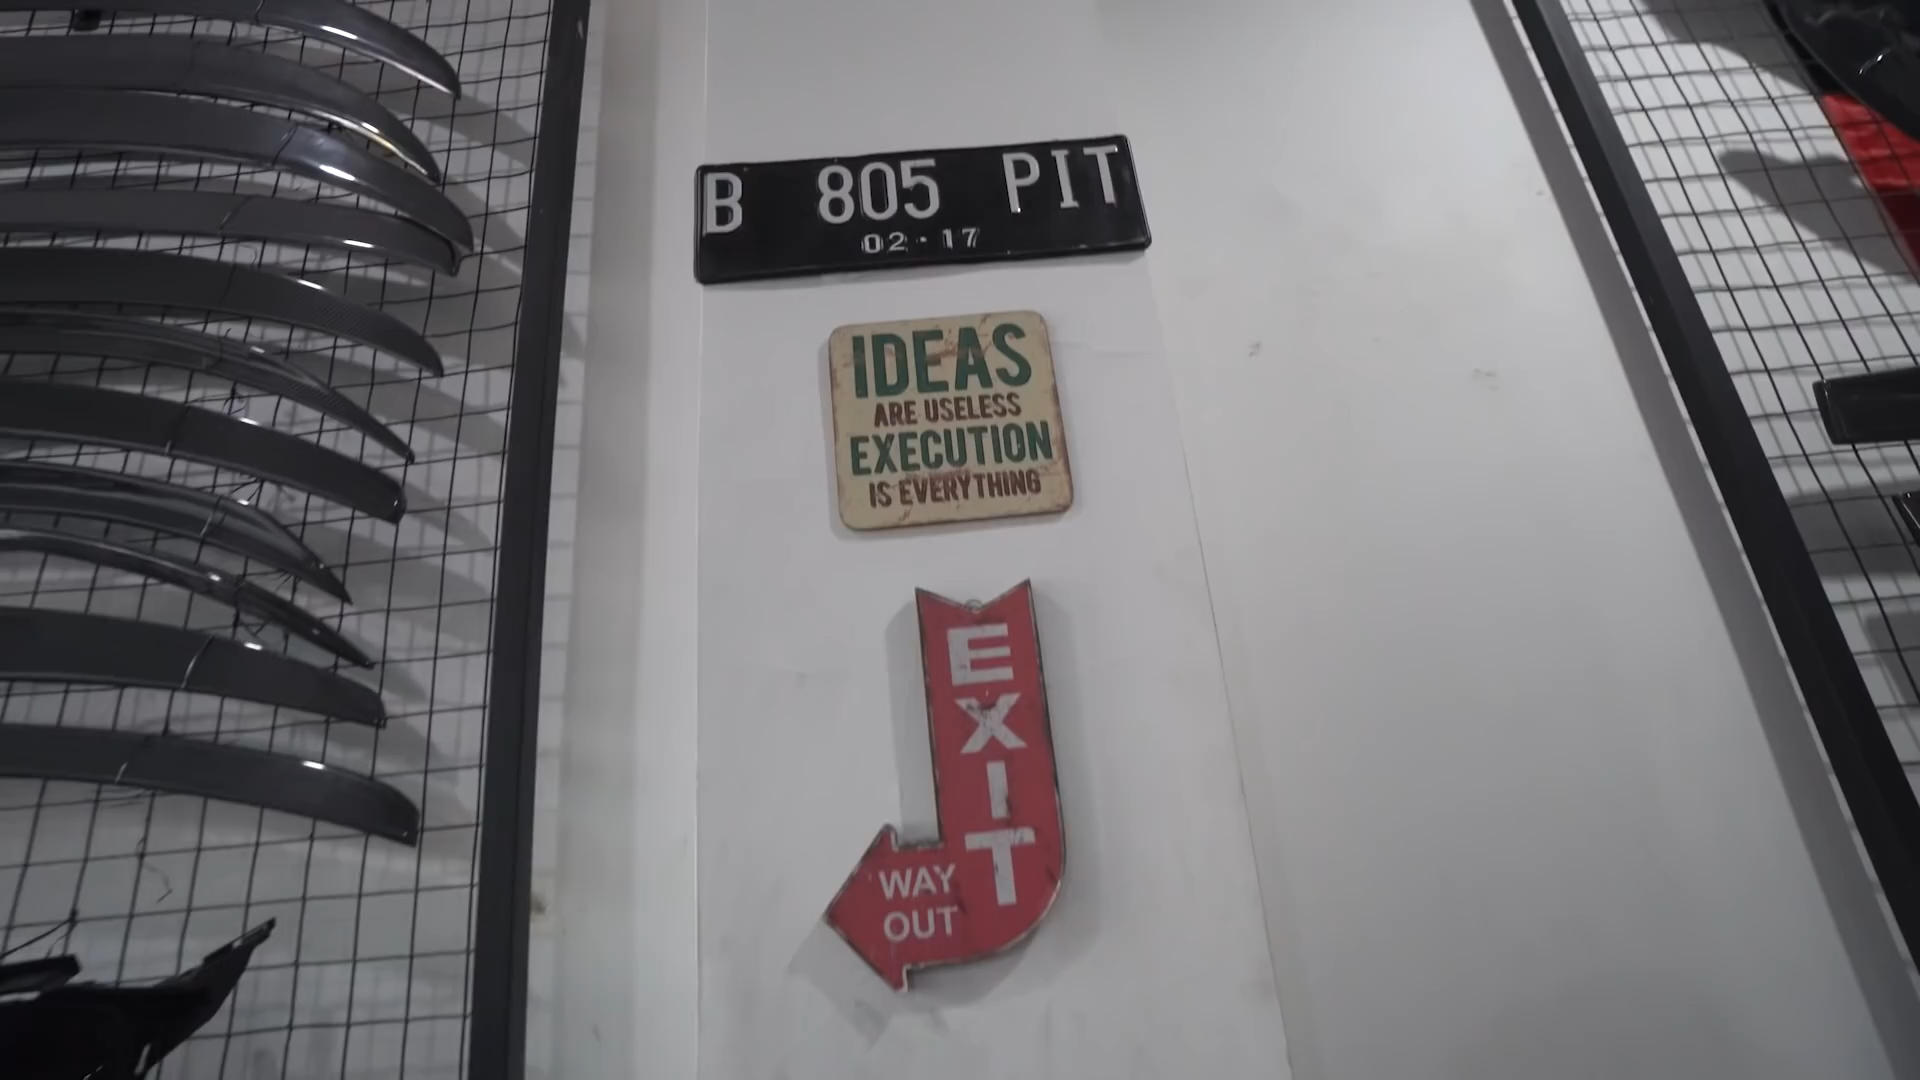 B 805 PIT
02·17
IDEAS
ARE USELESS
EXECUTION
IS EVERYTHING
EXIT
WAY
OUT